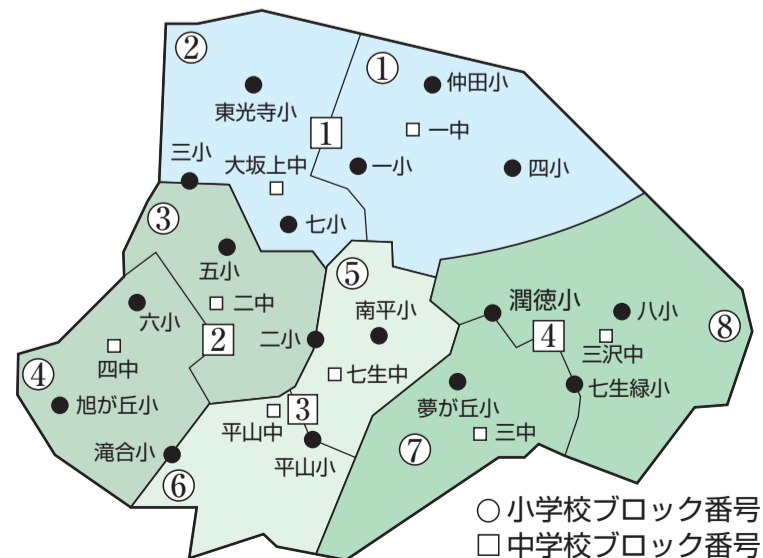 ②
①
仲田小
東光寺小
1
一中
三小
大坂上中
一小
四小
③
七小
五小
⑤
二中
六小
南平小
潤徳小
八小
⑧
2
二小
4
三沢中
四中
④
七生中
七生緑小
旭が丘小
夢が丘小
3
平山中
三中
滝合小
平山小
⑦
⑥
○小学校ブロック番号
□中学校ブロック番号